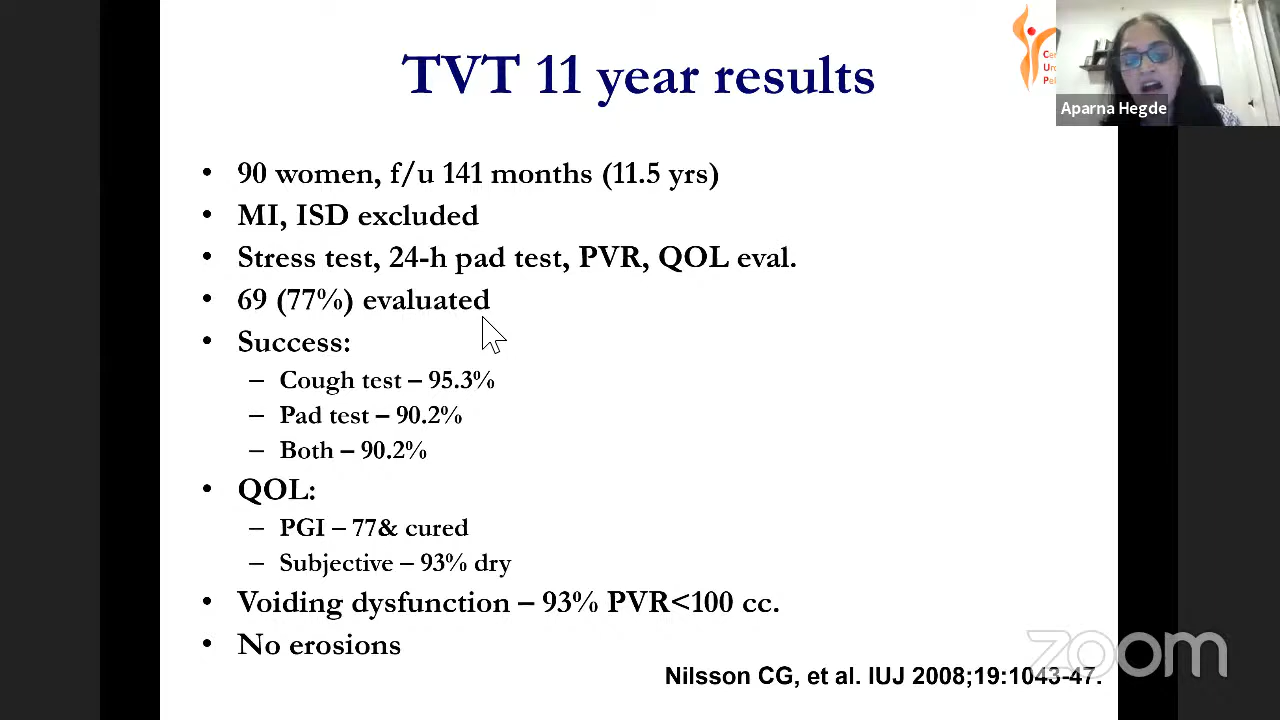 TVT 11 year results
Ce
Ur
Pel
Aparna Hegde
• 90 women, f/u 141 months (11.5 yrs)
• MI, ISD excluded
• Stress test, 24-h pad test, PVR, QOL eval.
• 69 (77%) evaluated
• Success:
– Cough test – 95.3%
– Pad test – 90.2%
– Both – 90.2%
• QOL:
– PGI – 77& cured
– Subjective – 93% dry
• Voiding dysfunction – 93% PVR<100 cc.
• No erosions
zoom
Nilsson CG, et al. IUJ 2008;19:1043-47.